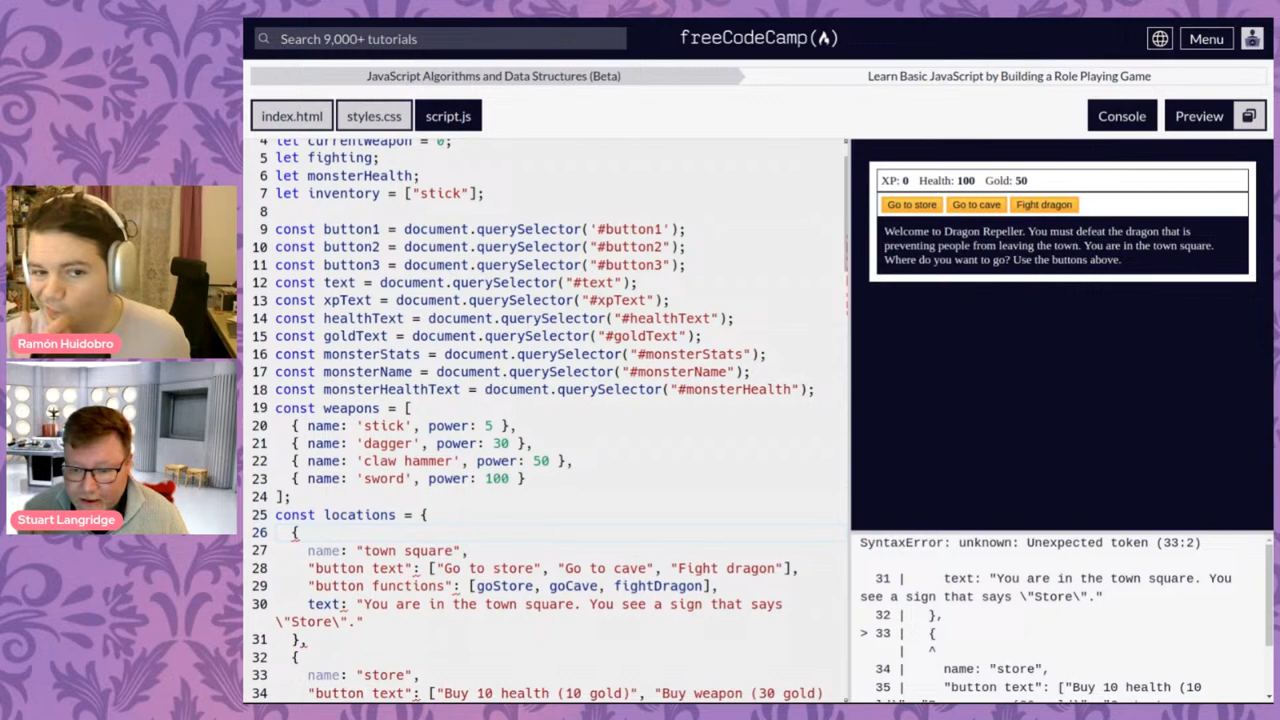 Search 9,000+ tutorials
freeCodeCamp
Menu
JavaScript Algorithms and Data Structures (Beta)
Learn Basic JavaScript by Building a Role Playing Game
index.html
styles.css
script.js
Console
Preview
4 let currentWeapon = 0;
5 let fighting;
6 let monsterHealth;
7 let inventory = ["stick"];
8
9 const button1 = document.querySelector('#button1');
10 const button2 = document.querySelector("#button2");
11 const button3 = document.querySelector("#button3");
12 const text = document.querySelector("#text");
13 const xpText = document.querySelector("#xpText");
14 const healthText = document.querySelector("#healthText");
15 const goldText = document.querySelector("#goldText");
16 const monsterStats = document.querySelector("#monsterStats");
17 const monsterName = document.querySelector("#monsterName");
18 const monsterHealthText = document.querySelector("#monsterHealth");
19 const weapons = [
20 { name: 'stick', power: 5 },
21 { name: 'dagger', power: 30 },
22 { name: 'claw hammer', power: 50 },
23 { name: 'sword', power: 100 }
24 ];
25 const locations = {
26 {
27 name: "town square",
28 "button text": ["Go to store", "Go to cave", "Fight dragon"],
29 "button functions": [goStore, goCave, fightDragon],
30 text: "You are in the town square. You see a sign that says
\"Store\"."
31 },
32 {
33 name: "store",
34 "button text": ["Buy 10 health (10 gold)", "Buy weapon (30 gold)
XP: 0 Health: 100 Gold: 50
Go to store Go to cave Fight dragon
Welcome to Dragon Repeller. You must defeat the dragon that is
preventing people from leaving the town. You are in the town square.
Where do you want to go? Use the buttons above.
SyntaxError: unknown: Unexpected token (33:2)
31 | text: "You are in the town square. You
see a sign that says \"Store\"."
32 | },
> 33 | {
| ^
34 | name: "store",
35 | "button text": ["Buy 10 health (10
Ramón Huidobro
Stuart Langridge